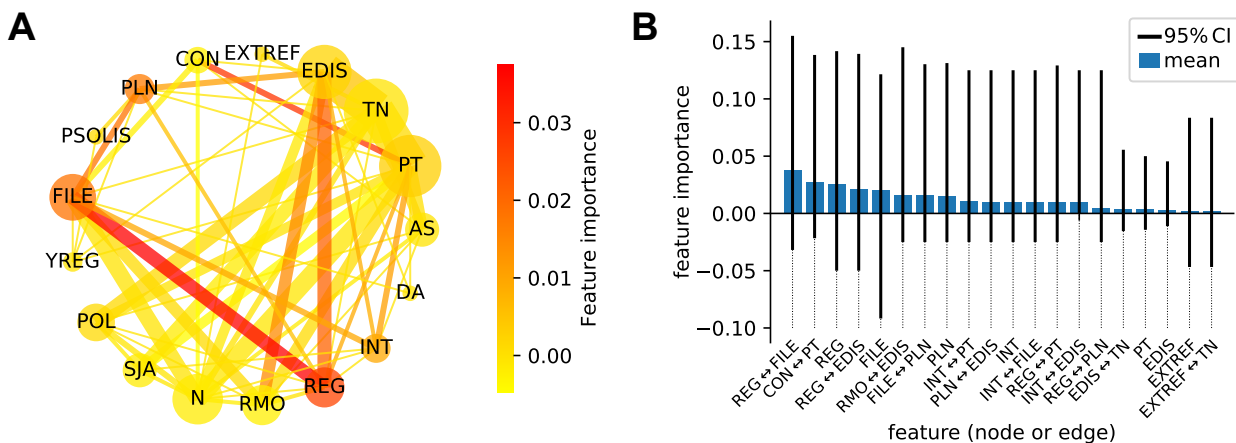 A
CON
EXTREF
EDIS
PLN
TN
PSOLIS
PT
FILE
AS
YREG
DA
POL
INT
SJA
REG
N
RMO
0.03
0.02
0.01
0.00
Feature importance
B
95% CI
mean
0.15
0.10
0.05
0.00
−0.05
−0.10
feature importance
REG ↔ FILE
CON ↔ PT
REG
REG ↔ EDIS
FILE
RMO ↔ EDIS
FILE ↔ PLN
PLN
INT ↔ PT
PLN ↔ EDIS
INT
INT ↔ FILE
REG ↔ PT
INT ↔ EDIS
REG ↔ PLN
EDIS ↔ TN
PT
EDIS
EXTREF
EXTREF ↔ TN
feature (node or edge)